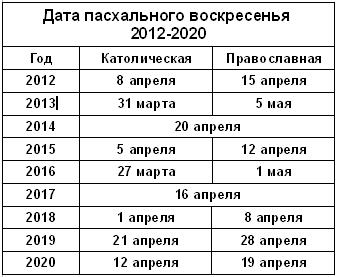 Дата пасхального воскресенья
2012-2020
Год Католическая Православная
2012 8 апреля 15 апреля
2013 31 марта 5 мая
2014 20 апреля
2015 5 апреля 12 апреля
2016 27 марта 1 мая
2017 16 апреля
2018 1 апреля 8 апреля
2019 21 апреля 28 апреля
2020 12 апреля 19 апреля